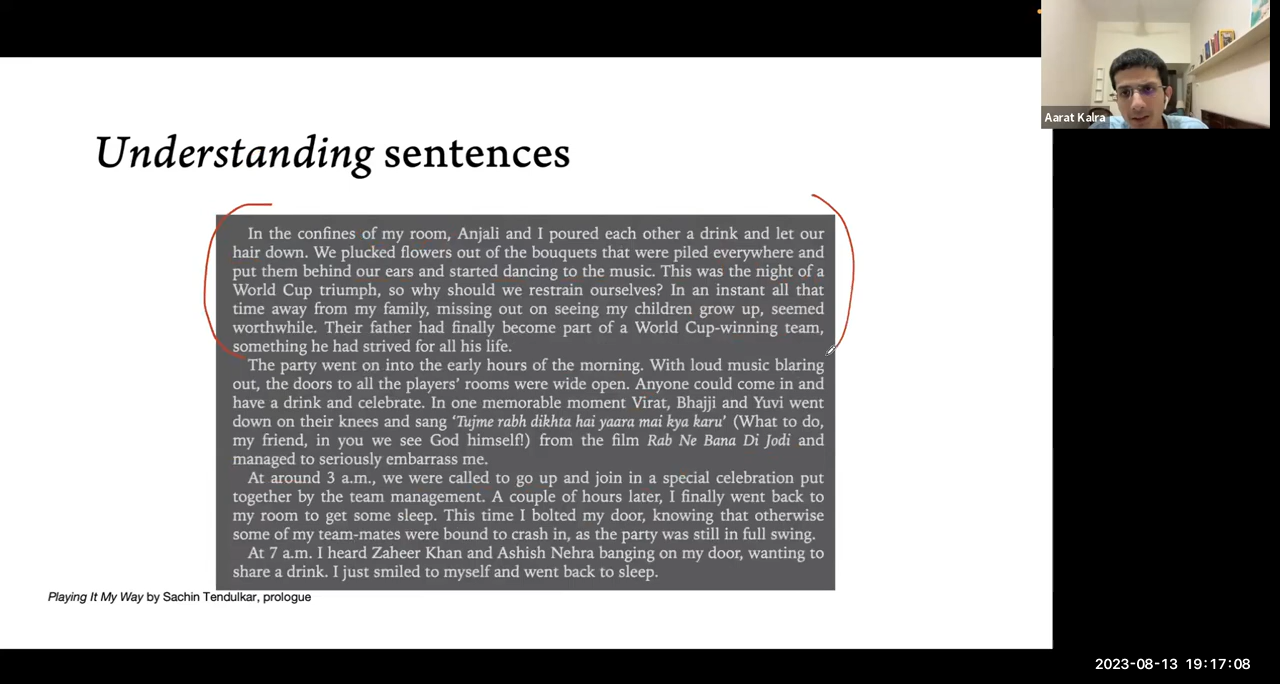 Aarat Kalra
Understanding sentences
In the confines of my room, Anjali and I poured each other a drink and let our
hair down. We plucked flowers out of the bouquets that were piled everywhere and
put them behind our ears and started dancing to the music. This was the night of a
World Cup triumph, so why should we restrain ourselves? In an instant all that
time away from my family, missing out on seeing my children grow up, seemed
worthwhile. Their father had finally become part of a World Cup-winning team,
something he had strived for all his life.
The party went on into the early hours of the morning. With loud music blaring
out, the doors to all the players’ rooms were wide open. Anyone could come in and
have a drink and celebrate. In one memorable moment Virat, Bhajji and Yuvi went
down on their knees and sang ‘Tujme rabh dikhta hai yaara mai kya karu’ (What to do,
my friend, in you we see God himself!) from the film Rab Ne Bana Di Jodi and
managed to seriously embarrass me.
At around 3 a.m., we were called to go up and join in a special celebration put
together by the team management. A couple of hours later, I finally went back to
my room to get some sleep. This time I bolted my door, knowing that otherwise
some of my team-mates were bound to crash in, as the party was still in full swing.
At 7 a.m. I heard Zaheer Khan and Ashish Nehra banging on my door, wanting to
share a drink. I just smiled to myself and went back to sleep.
Playing It My Way by Sachin Tendulkar, prologue
2023-08-13 19:17:08